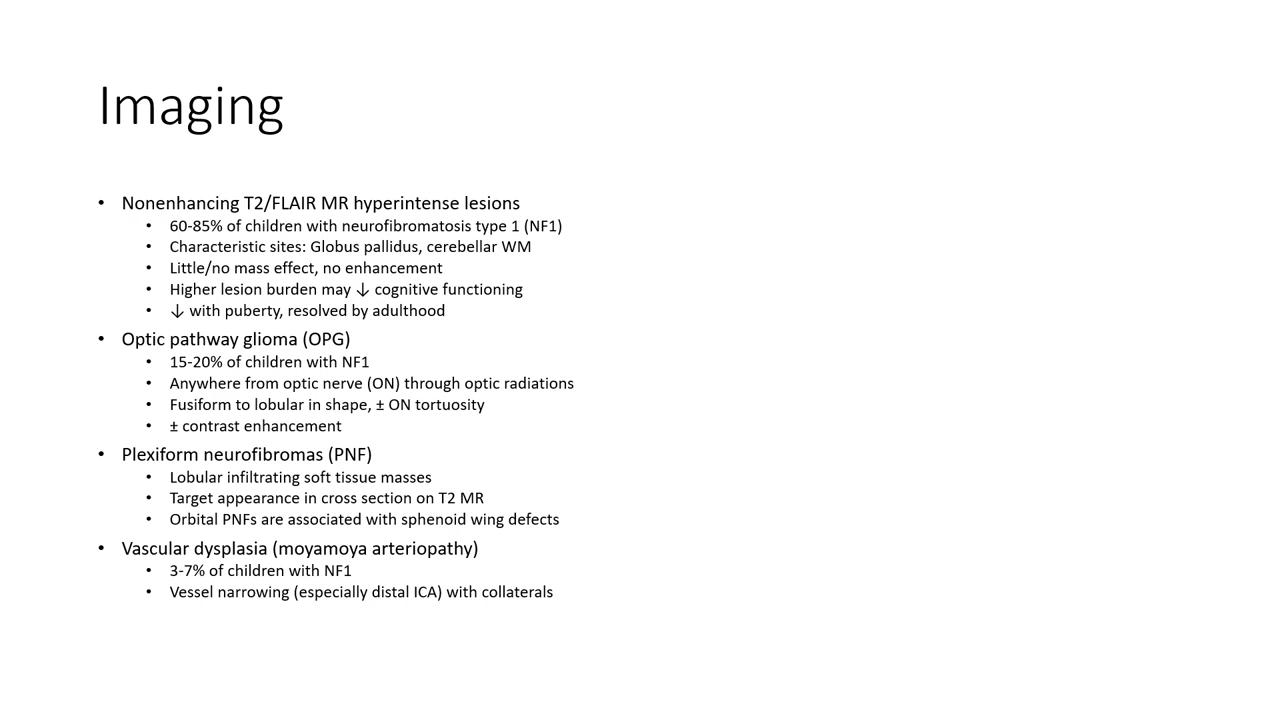 Imaging
• Nonenhancing T2/FLAIR MR hyperintense lesions
• 60-85% of children with neurofibromatosis type 1 (NF1)
• Characteristic sites: Globus pallidus, cerebellar WM
• Little/no mass effect, no enhancement
• Higher lesion burden may ↓ cognitive functioning
• ↓ with puberty, resolved by adulthood
• Optic pathway glioma (OPG)
• 15-20% of children with NF1
• Anywhere from optic nerve (ON) through optic radiations
• Fusiform to lobular in shape, ± ON tortuosity
• ± contrast enhancement
• Plexiform neurofibromas (PNF)
• Lobular infiltrating soft tissue masses
• Target appearance in cross section on T2 MR
• Orbital PNFs are associated with sphenoid wing defects
• Vascular dysplasia (moyamoya arteriopathy)
• 3-7% of children with NF1
• Vessel narrowing (especially distal ICA) with collaterals